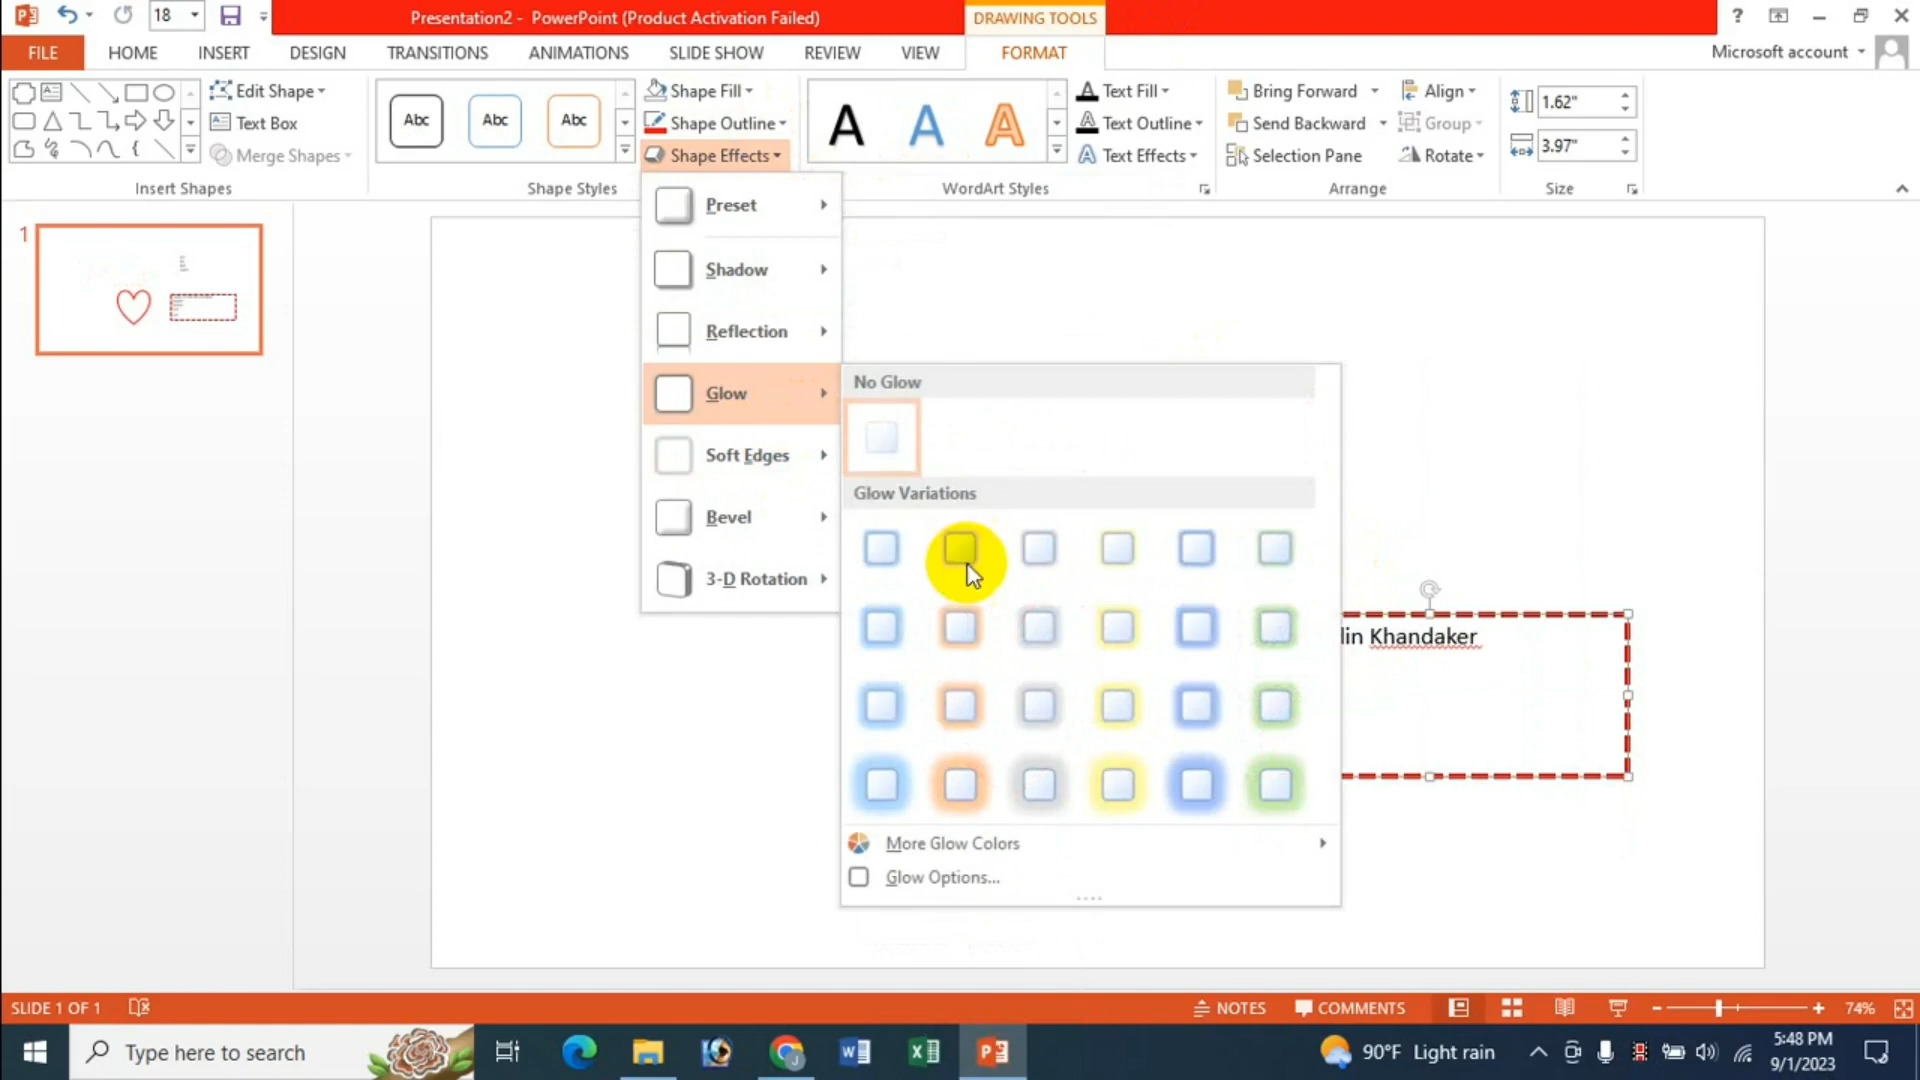 18
Presentation2 - PowerPoint (Product Activation Failed)
DRAWING TOOLS
?
FILE
HOME
INSERT
DESIGN
TRANSITIONS
ANIMATIONS
SLIDE SHOW
REVIEW
VIEW
FORMAT
Microsoft account
Edit Shape
Text Box
Merge Shapes
Insert Shapes
Abc
Abc
Abc
Shape Styles
Shape Fill
Shape Outline
Shape Effects
A
A
A
WordArt Styles
Text Fill
Text Outline
Text Effects
Bring Forward
Send Backward
Selection Pane
Align
Group
Rotate
Arrange
1.62"
3.97"
Size
1
Preset
Shadow
Reflection
Glow
Soft Edges
Bevel
3-D Rotation
No Glow
Glow Variations
More Glow Colors
Glow Options...
lin Khandaker
SLIDE 1 OF 1
NOTES
COMMENTS
74%
Type here to search
90°F Light rain
5:48 PM
9/1/2023